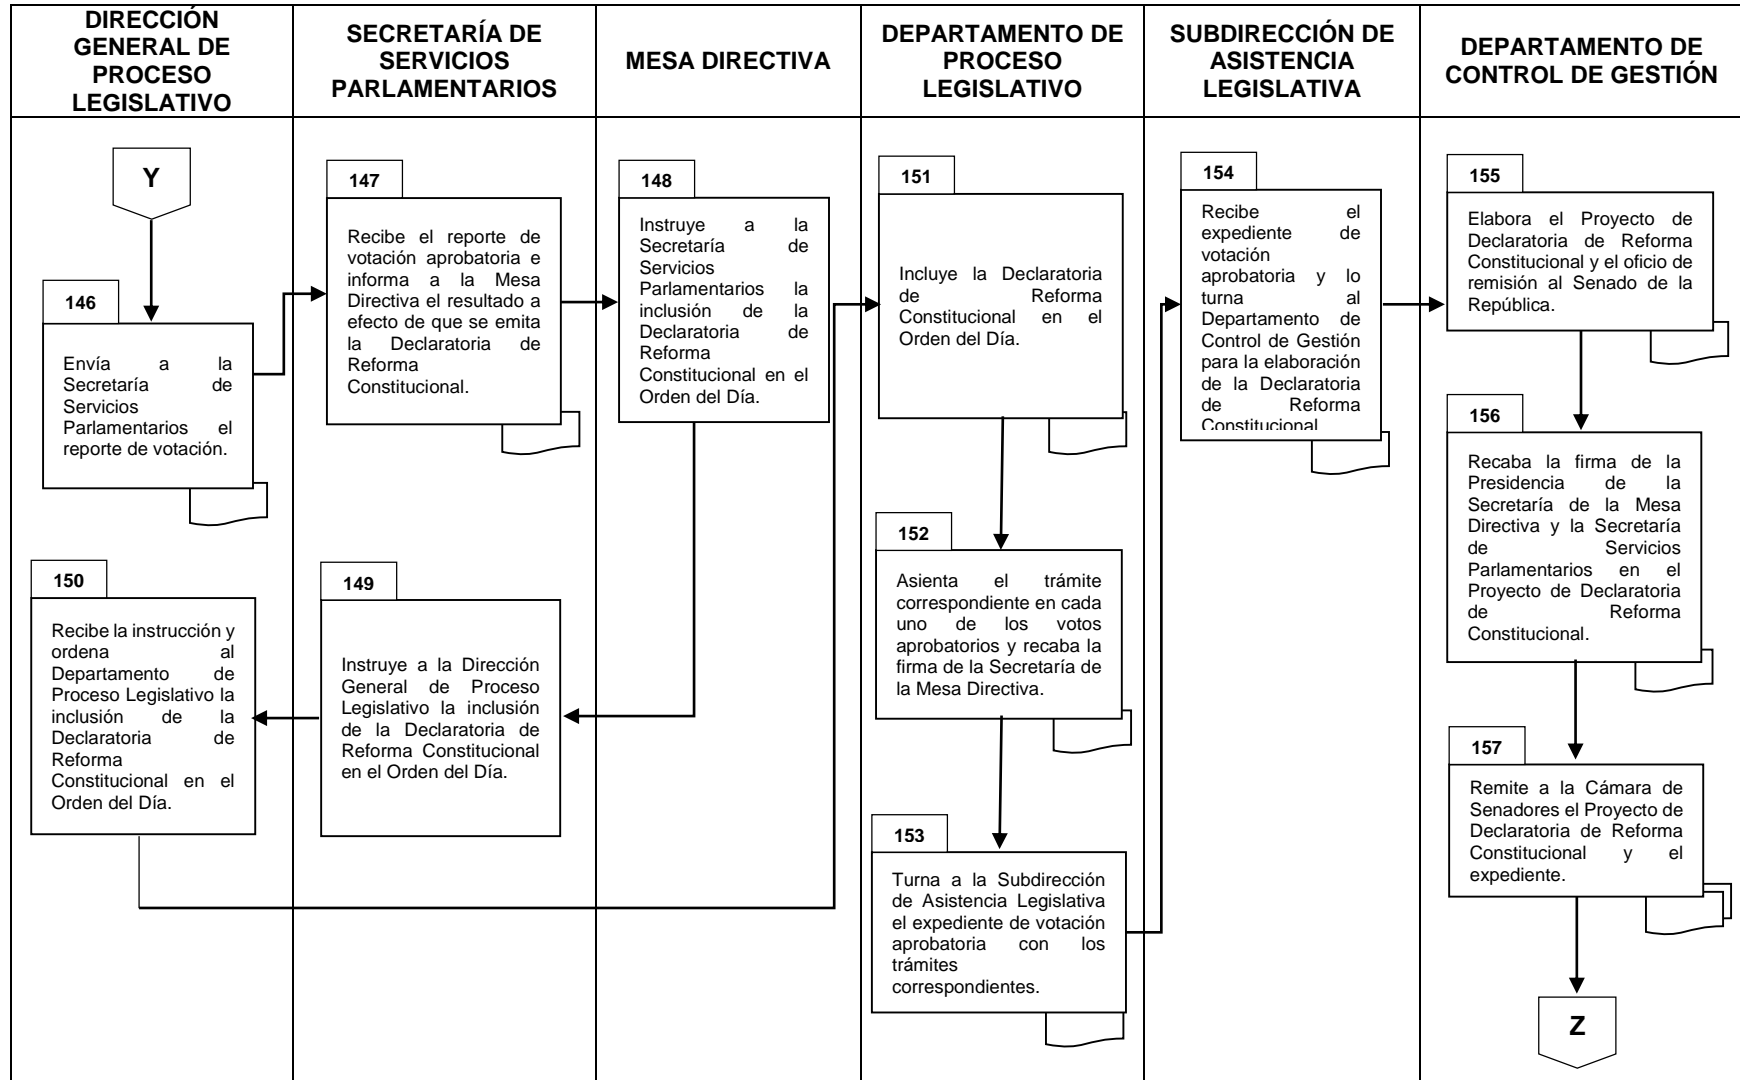 DIRECCIÓN
GENERAL DE
PROCESO
LEGISLATIVO
SECRETARÍA DE
SERVICIOS
PARLAMENTARIOS
MESA DIRECTIVA
DEPARTAMENTO DE
PROCESO
LEGISLATIVO
SUBDIRECCIÓN DE
ASISTENCIA
LEGISLATIVA
DEPARTAMENTO DE
CONTROL DE GESTIÓN
Y
146
Envía a la
Secretaría de
Servicios
Parlamentarios el
reporte de votación.
147
Recibe el reporte de
votación aprobatoria e
informa a la Mesa
Directiva el resultado a
efecto de que se emita
la Declaratoria de
Reforma
Constitucional.
148
Instruye a la
Secretaría de
Servicios
Parlamentarios la
inclusión de la
Declaratoria de
Reforma
Constitucional en el
Orden del Día.
149
Instruye a la Dirección
General de Proceso
Legislativo la inclusión
de la Declaratoria de
Reforma Constitucional
en el Orden del Día.
150
Recibe la instrucción y
ordena al
Departamento de
Proceso Legislativo la
inclusión de la
Declaratoria de
Reforma
Constitucional en el
Orden del Día.
151
Incluye la Declaratoria
de Reforma
Constitucional en el
Orden del Día.
152
Asienta el trámite
correspondiente en cada
uno de los votos
aprobatorios y recaba la
firma de la Secretaría de
la Mesa Directiva.
153
Turna a la Subdirección
de Asistencia Legislativa
el expediente de votación
aprobatoria con los
trámites
correspondientes.
154
Recibe el
expediente de
votación
aprobatoria y lo
turna al
Departamento de
Control de Gestión
para la elaboración
de la Declaratoria
de Reforma
Constitucional
155
Elabora el Proyecto de
Declaratoria de Reforma
Constitucional y el oficio de
remisión al Senado de la
República.
156
Recaba la firma de la
Presidencia de la
Secretaría de la Mesa
Directiva y la Secretaría
de Servicios
Parlamentarios en el
Proyecto de Declaratoria
de Reforma
Constitucional.
157
Remite a la Cámara de
Senadores el Proyecto de
Declaratoria de Reforma
Constitucional y el
expediente.
Z